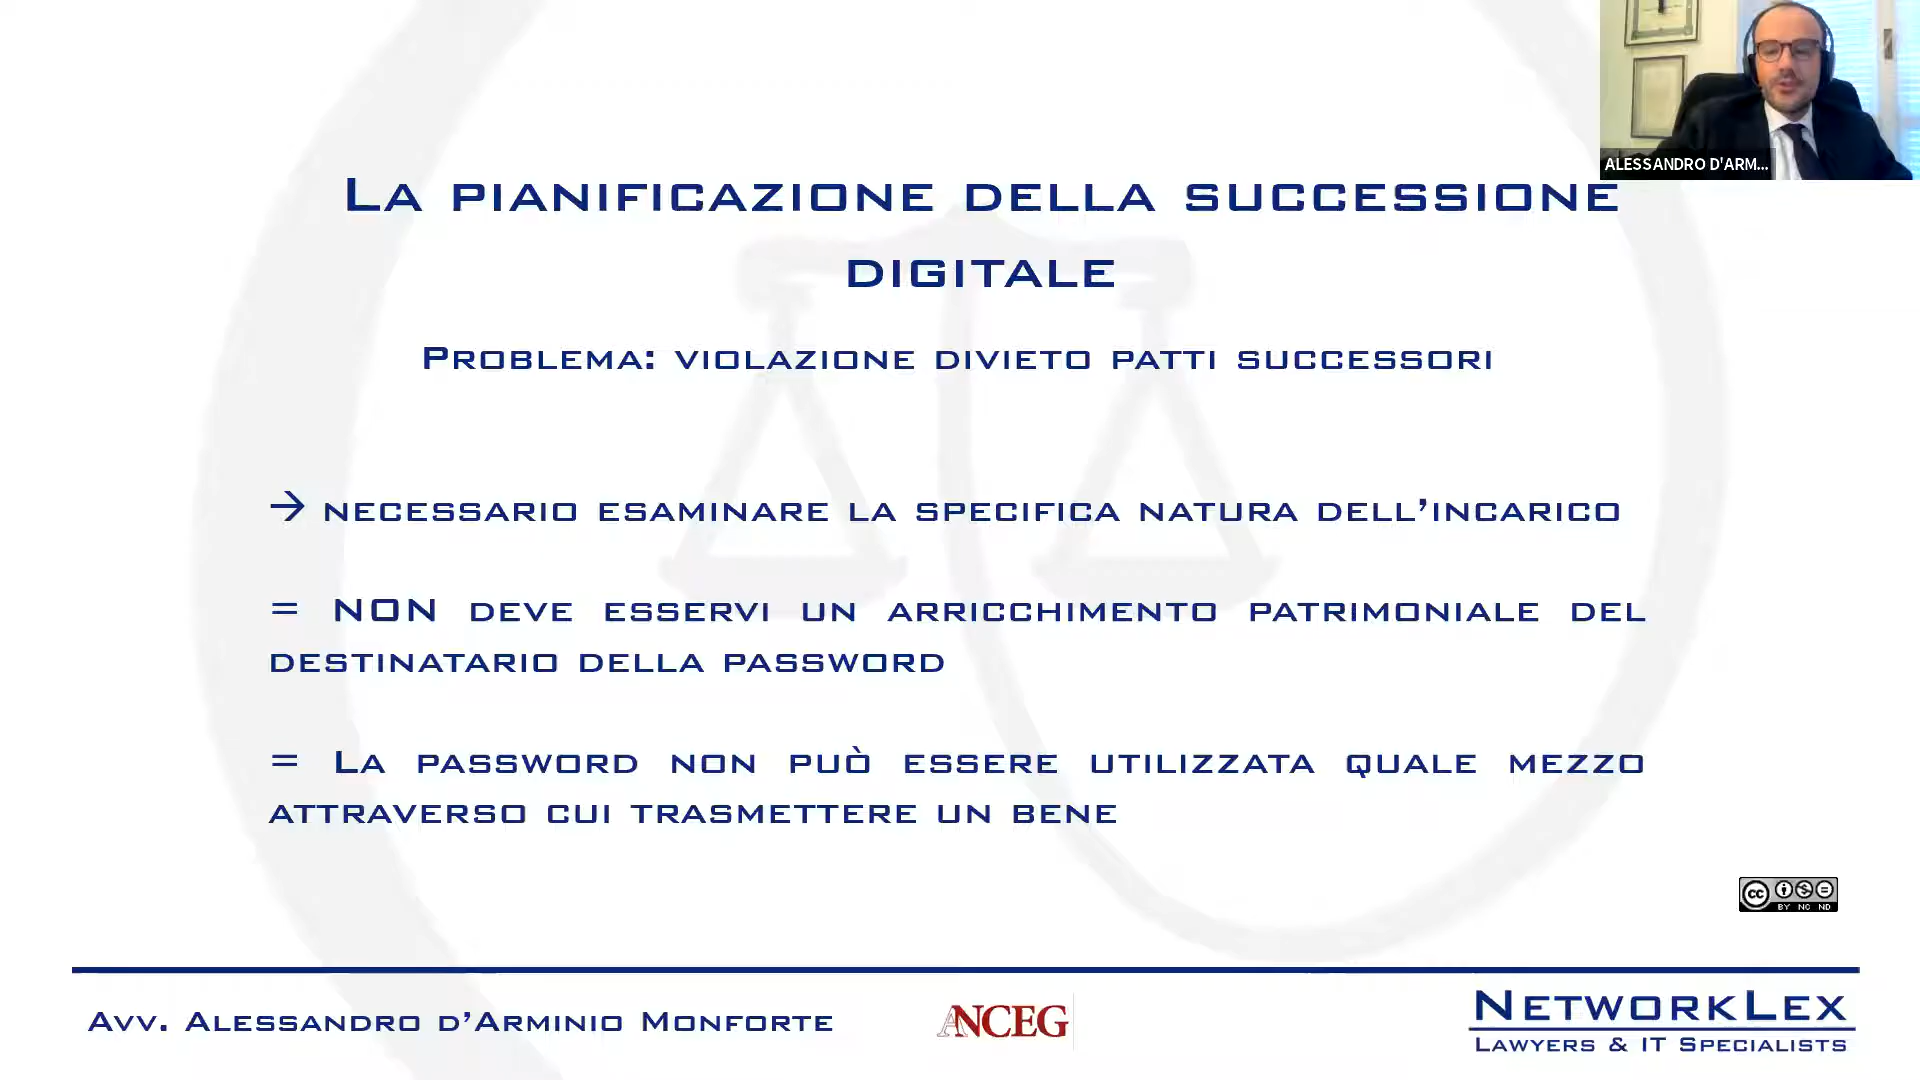 ALESSANDRO D'ARM...
La pianificazione della successione
digitale
Problema: violazione divieto patti successori
→ necessario esaminare la specifica natura dell'incarico
= NON deve esservi un arricchimento patrimoniale del
destinatario della password
= La password non può essere utilizzata quale mezzo
attraverso cui trasmettere un bene
cc BY NC ND
Avv. Alessandro d'Arminio Monforte
ANCEG
NetworkLex
Lawyers & IT Specialists